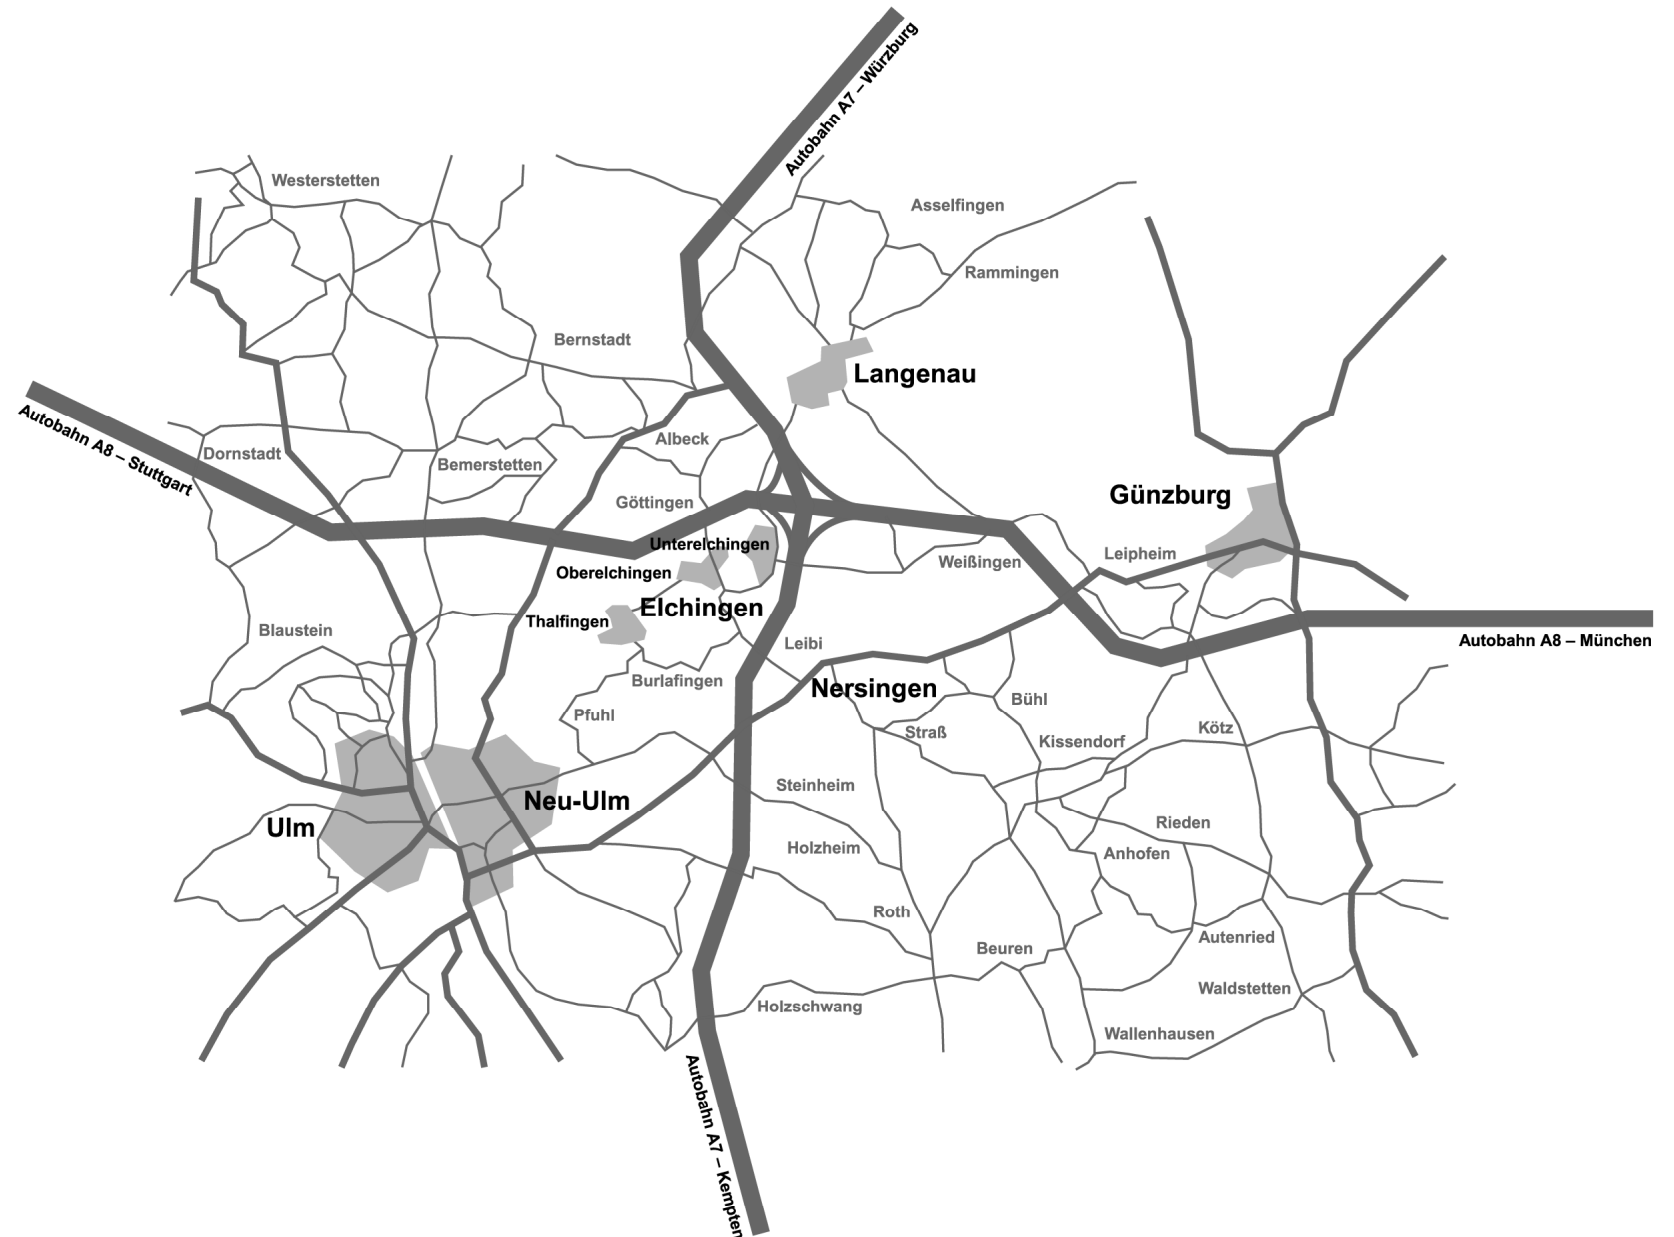 Autobahn A7 – Würzburg
Westerstetten
Asselfingen
Rammingen
Bernstadt
Langenau
Autobahn A8 – Stuttgart
Albeck
Dornstadt
Bemerstetten
Göttingen
Günzburg
Unterelchingen
Leipheim
Weißingen
Oberelchingen
Elchingen
Thalfingen
Blaustein
Leibi
Autobahn A8 – München
Burlafingen
Nersingen
Bühl
Pfuhl
Straß
Kissendorf
Kötz
Steinheim
Neu-Ulm
Ulm
Rieden
Holzheim
Anhofen
Roth
Autenried
Beuren
Waldstetten
Holzschwang
Wallenhausen
Autobahn A7 – Kempten